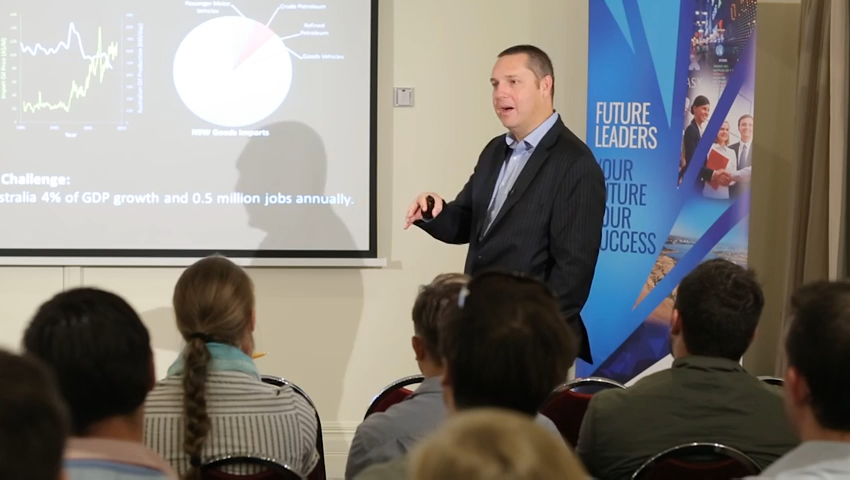 Passenger Motor
Vehicles
Crude Petroleum
Refined
Petroleum
Goods Vehicles
Year
NSW Goods Imports
Challenge:
stralia 4% of GDP growth and 0.5 million jobs annually.
FUTURE
LEADERS
YOUR
FUTURE
YOUR
SUCCESS